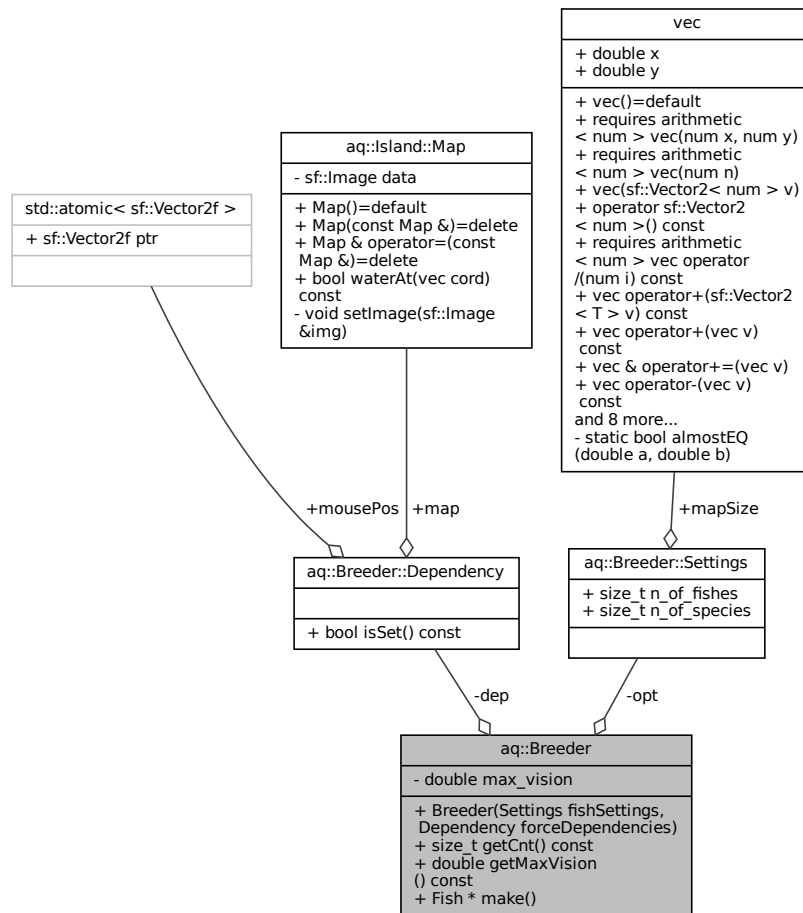 vec
+ double x
+ double y
+ vec()=default
+ requires arithmetic
< num > vec(num x, num y)
+ requires arithmetic
< num > vec(num n)
+ vec(sf::Vector2< num > v)
+ operator sf::Vector2
< num >() const
+ requires arithmetic
< num > vec operator
/(num i) const
+ vec operator+(sf::Vector2
< T > v) const
+ vec operator+(vec v)
const
+ vec & operator+=(vec v)
+ vec operator-(vec v)
const
and 8 more...
- static bool almostEQ
(double a, double b)
aq::Island::Map
- sf::Image data
+ Map()=default
+ Map(const Map &)=delete
+ Map & operator=(const
Map &)=delete
+ bool waterAt(vec cord)
const
- void setImage(sf::Image
&img)
std::atomic< sf::Vector2f >
+ sf::Vector2f ptr
+mousePos
+map
+mapSize
aq::Breeder::Dependency
+ bool isSet() const
aq::Breeder::Settings
+ size_t n_of_fishes
+ size_t n_of_species
-dep
-opt
aq::Breeder
- double max_vision
+ Breeder(Settings fishSettings,
Dependency forceDependencies)
+ size_t getCnt() const
+ double getMaxVision
() const
+ Fish * make()